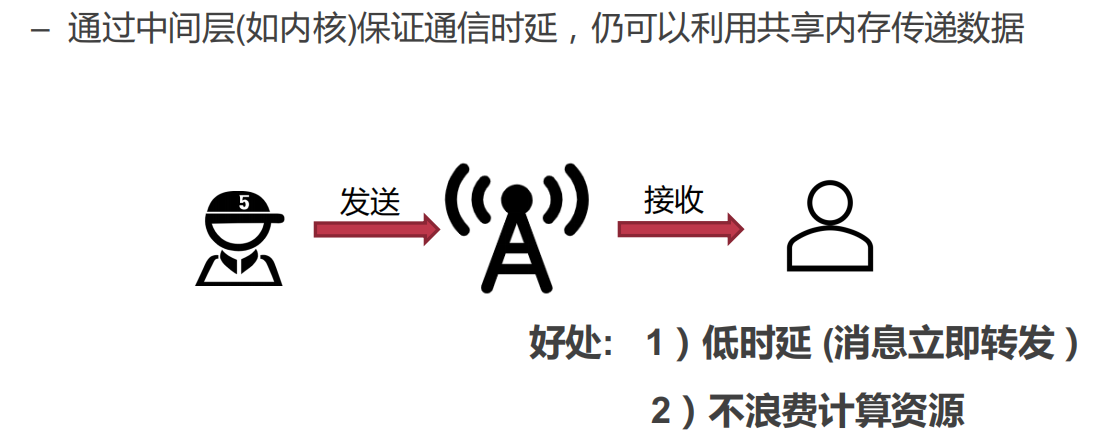 – 通过中间层(如内核)保证通信时延，仍可以利用共享内存传递数据
5
发送
接收
好处: 1）低时延 (消息立即转发）
2）不浪费计算资源